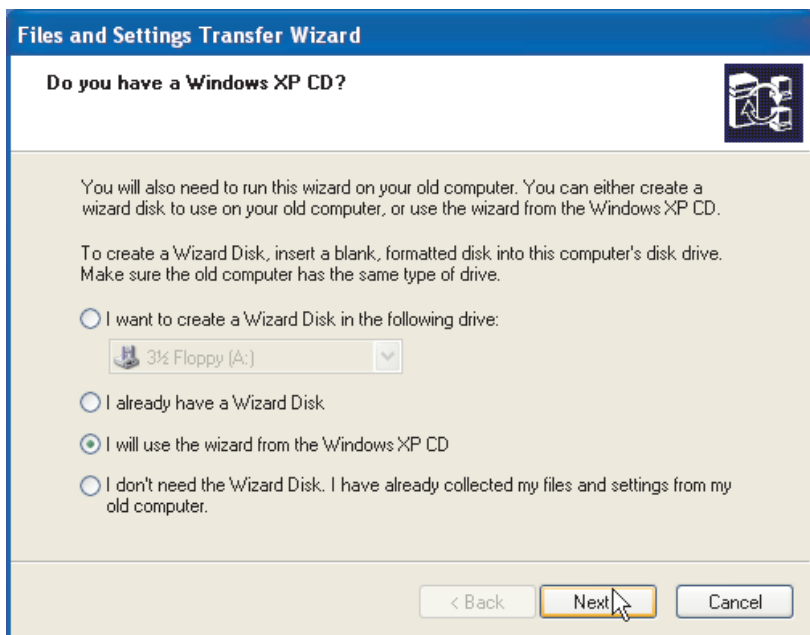 Files and Settings Transfer Wizard
Do you have a Windows XP CD?
You will also need to run this wizard on your old computer. You can either create a
wizard disk to use on your old computer, or use the wizard from the Windows XP CD.
To create a Wizard Disk, insert a blank, formatted disk into this computer's disk drive.
Make sure the old computer has the same type of drive.
I want to create a Wizard Disk in the following drive:
3½ Floppy (A:)
I already have a Wizard Disk
I will use the wizard from the Windows XP CD
I don't need the Wizard Disk. I have already collected my files and settings from my
old computer.
< Back Next Cancel